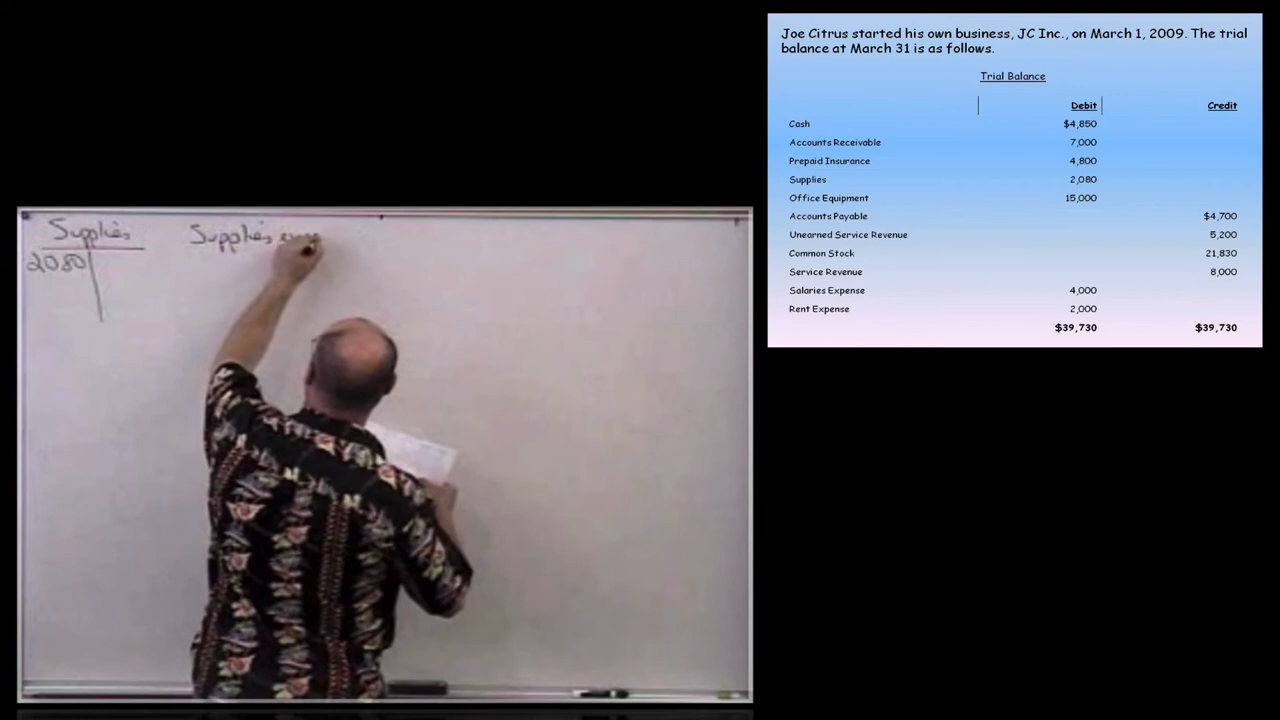 Supplies Supplies
2080
Joe Citrus started his own business, JC Inc., on March 1, 2009. The trial
balance at March 31 is as follows.
Trial Balance
Debit Credit
Cash $4,850
Accounts Receivable 7,000
Prepaid Insurance 4,800
Supplies 2,080
Office Equipment 15,000
Accounts Payable $4,700
Unearned Service Revenue 5,200
Common Stock 21,830
Service Revenue 8,000
Salaries Expense 4,000
Rent Expense 2,000
$39,730 $39,730